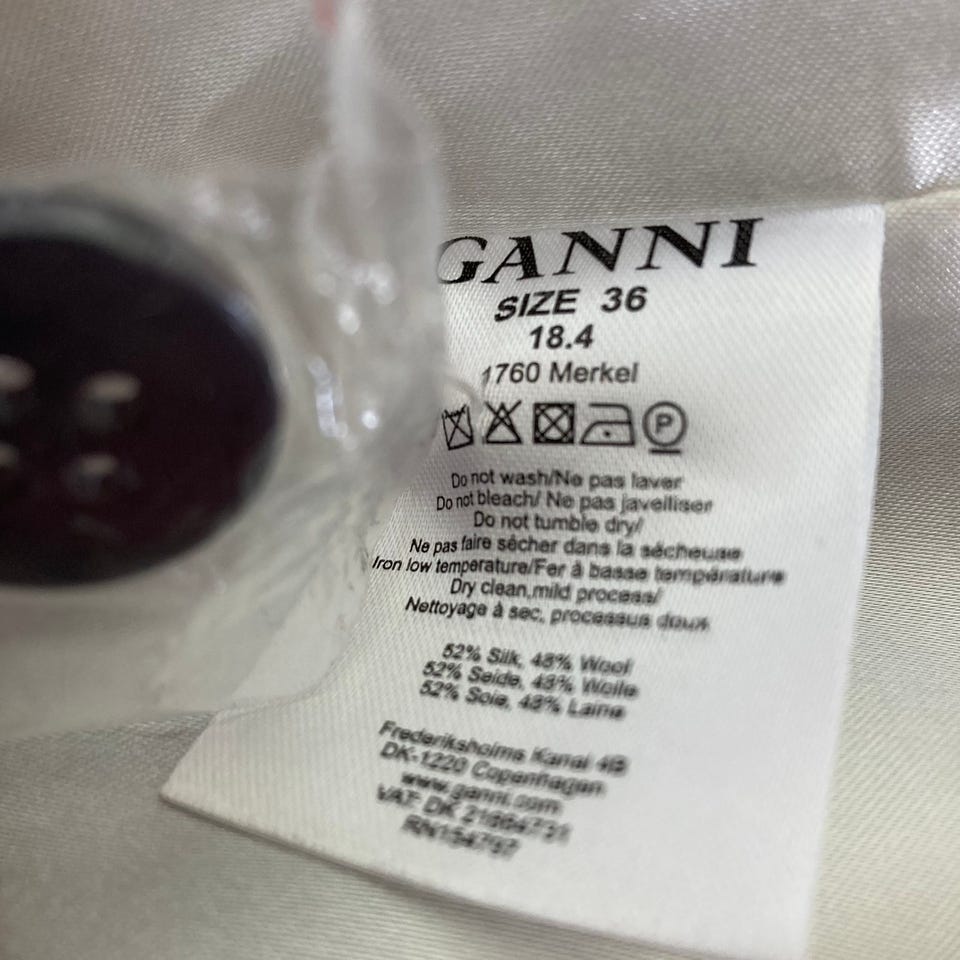 GANNI
SIZE 36
18.4
1760 Merkel
P
Do not wash/Ne pas laver
Do not bleach/ Ne pas javelliser
Do not tumble dry/
Ne pas faire sécher dans la sécheuse
Iron low temperature/Fer à basse température
Dry clean,mild process/
Nettoyage à sec, processus doux
52% Silk, 48% Wool
52% Seide, 48% Wolle
52% Soie, 48% Laine
Frederiksholms Kanal 4B
DK-1220 Copenhagen
www.ganni.com
VAT: DK